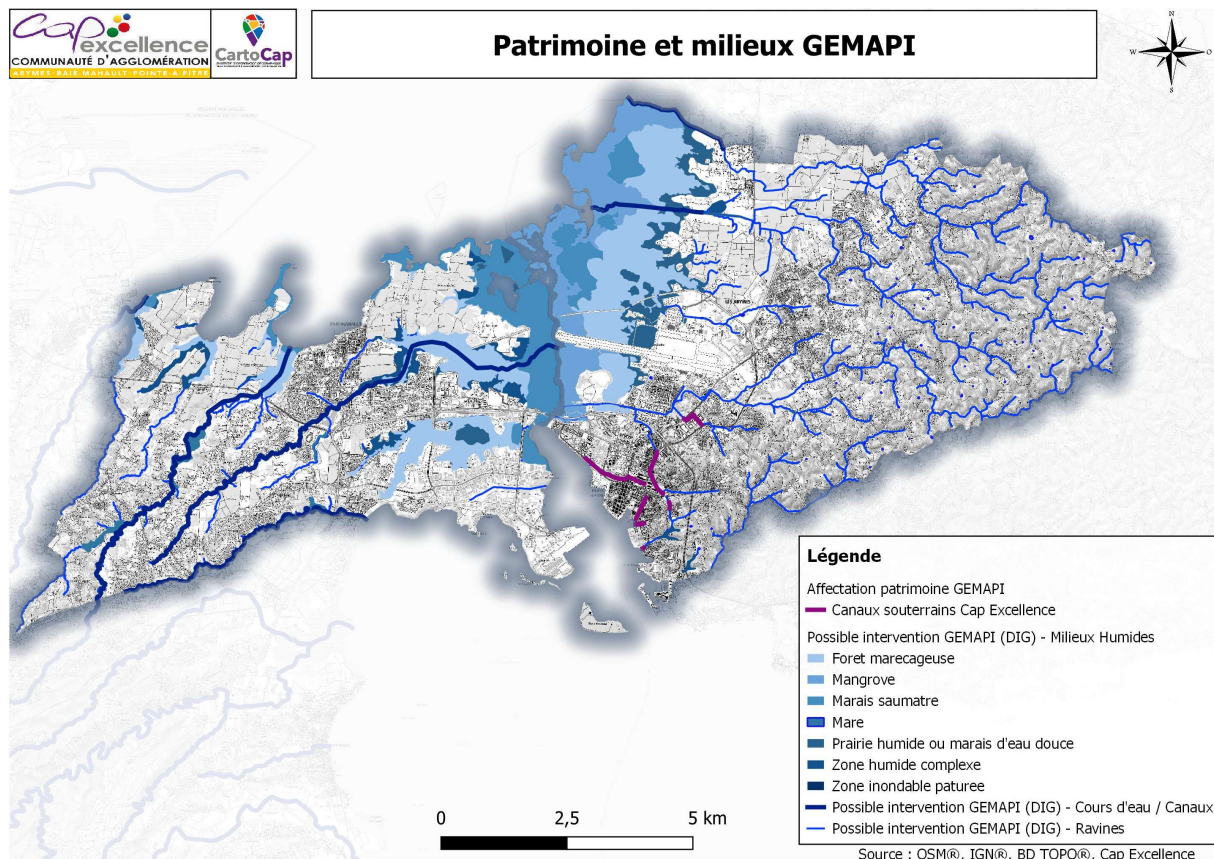 Cap
excellence
COMMUNAUTÉ D'AGGLOMÉRATION
ABYMES-BAIE-MAHAULT-POINTE-A-PITRE
CartoCap
Patrimoine et milieux GEMAPI
N
W
O
S
LES ABYMES
Légende
Affectation patrimoine GEMAPI
Canaux souterrains Cap Excellence
Possible intervention GEMAPI (DIG) - Milieux Humides
Foret marecageuse
Mangrove
Marais saumatre
Mare
Prairie humide ou marais d'eau douce
Zone humide complexe
Zone inondable paturee
Possible intervention GEMAPI (DIG) - Cours d'eau / Canaux
Possible intervention GEMAPI (DIG) - Ravines
0 2,5 5 km
Source : OSM®, IGN®, BD TOPO®, Cap Excellence